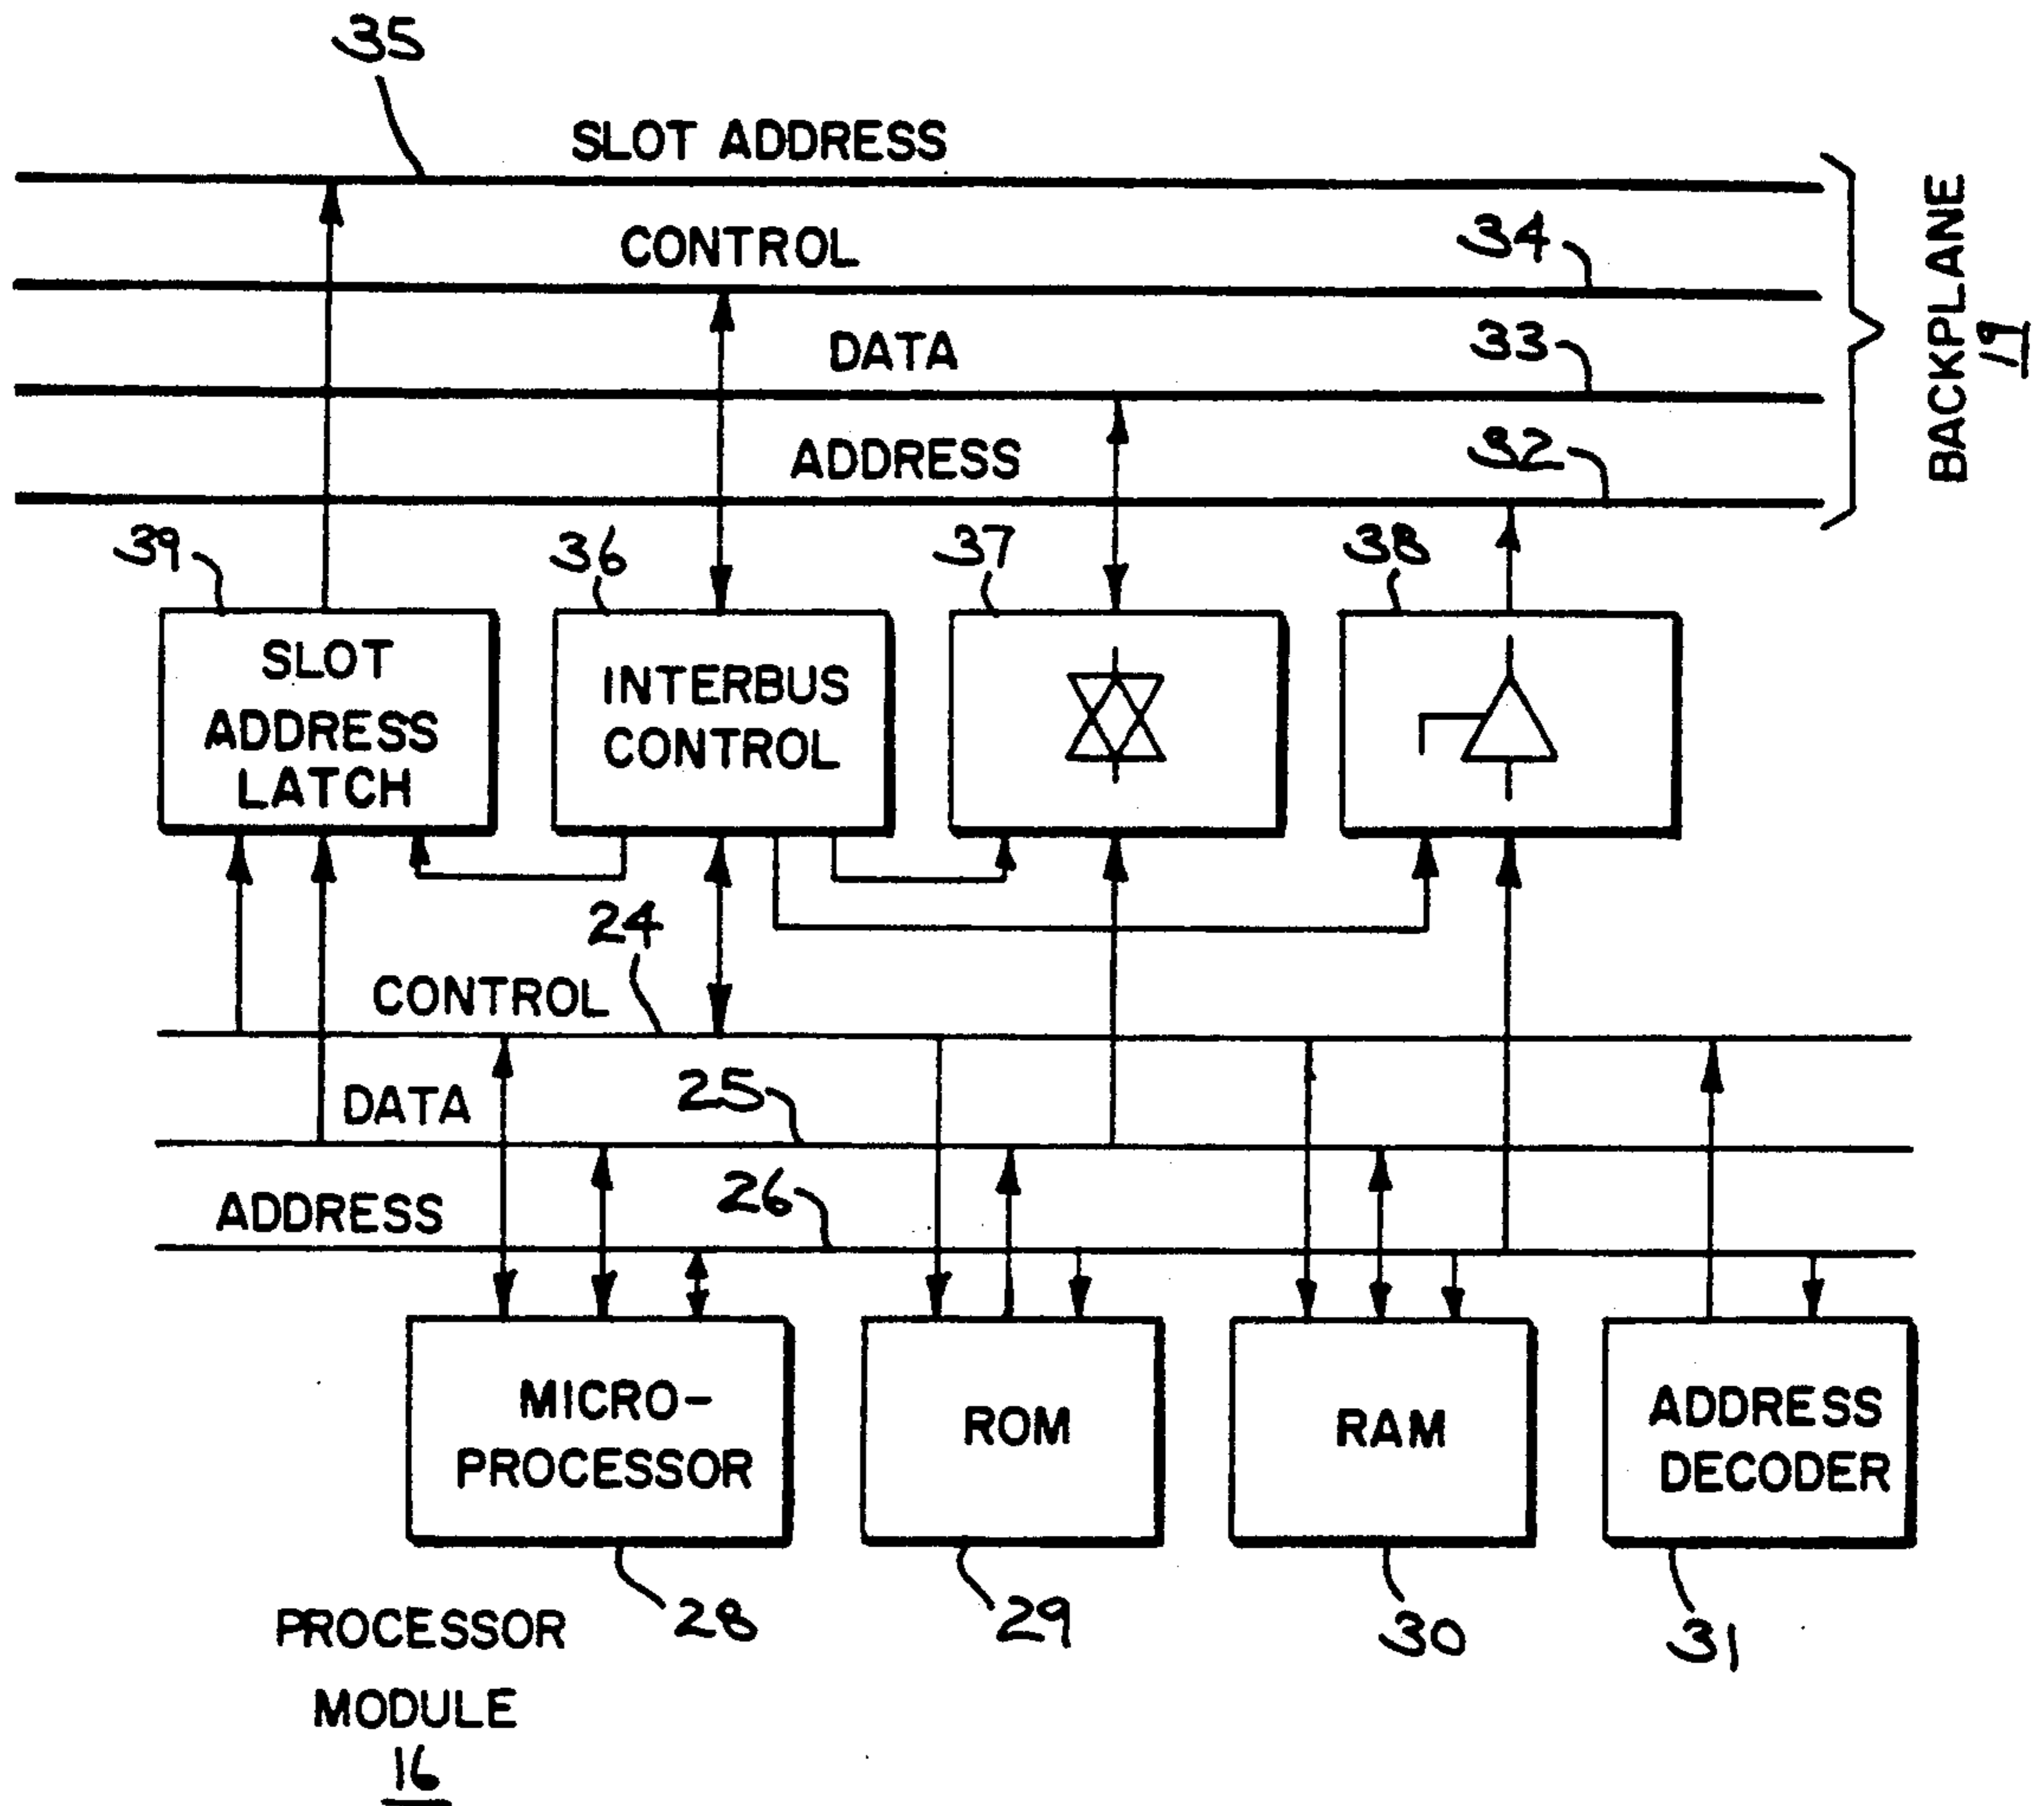 35
SLOT ADDRESS
CONTROL
34
DATA
33
ADDRESS
32
BACKPLANE
19
39
36
37
38
SLOT
ADDRESS
LATCH
INTERBUS
CONTROL
24
CONTROL
DATA
25
ADDRESS
26
MICRO-
PROCESSOR
ROM
RAM
ADDRESS
DECODER
28
29
30
31
PROCESSOR
MODULE
16